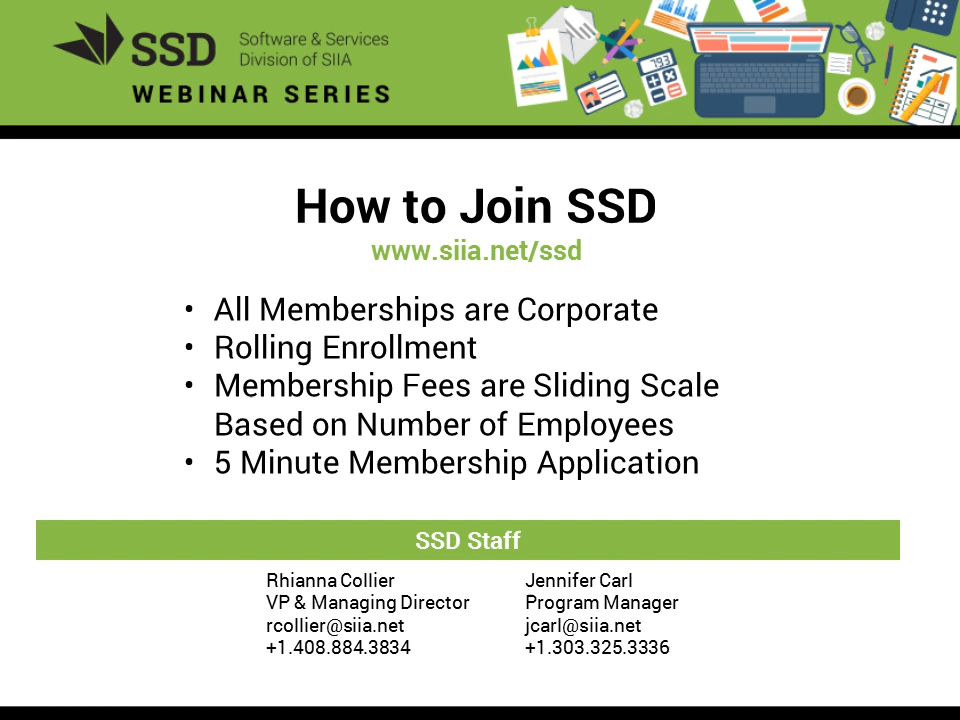 SSD
Software & Services
Division of SIIA
WEBINAR SERIES
793
How to Join SSD
www.siia.net/ssd
• All Memberships are Corporate
• Rolling Enrollment
• Membership Fees are Sliding Scale
Based on Number of Employees
• 5 Minute Membership Application
SSD Staff
Rhianna Collier
VP & Managing Director
rcollier@siia.net
+1.408.884.3834
Jennifer Carl
Program Manager
jcarl@siia.net
+1.303.325.3336